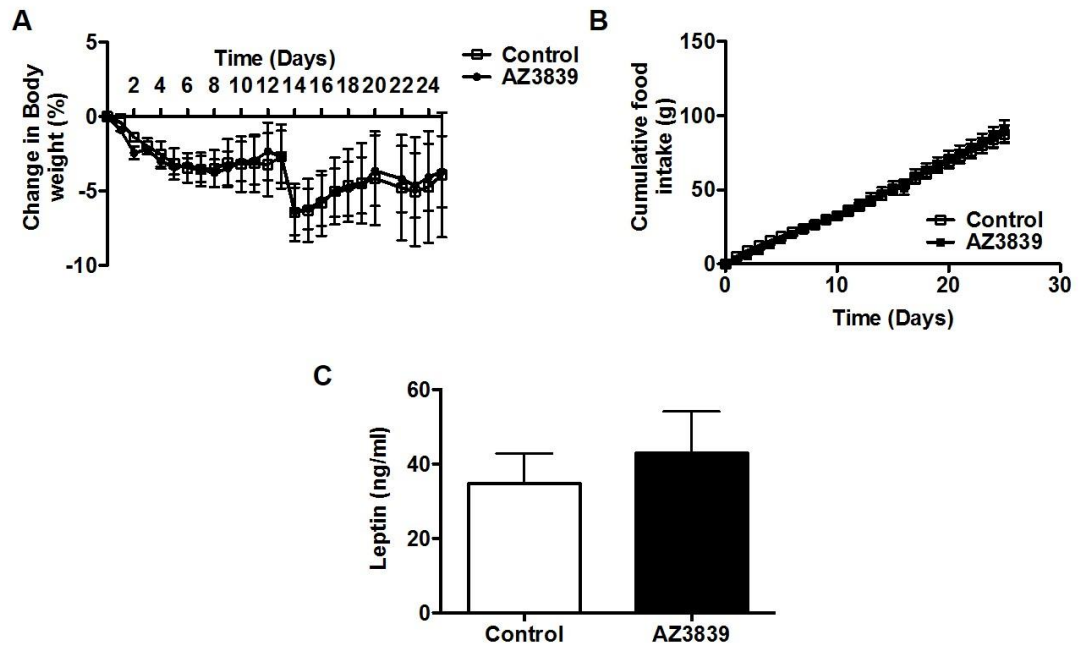 A
5
0
-5
-10
Change in Body
weight (%)
Time (Days)
2 4 6 8 10 12 14 16 18 20 22 24
Control
AZ3839
B
150
100
50
0
Cumulative food
intake (g)
Control
AZ3839
0 10 20 30
Time (Days)
C
60
40
20
0
Leptin (ng/ml)
Control AZ3839